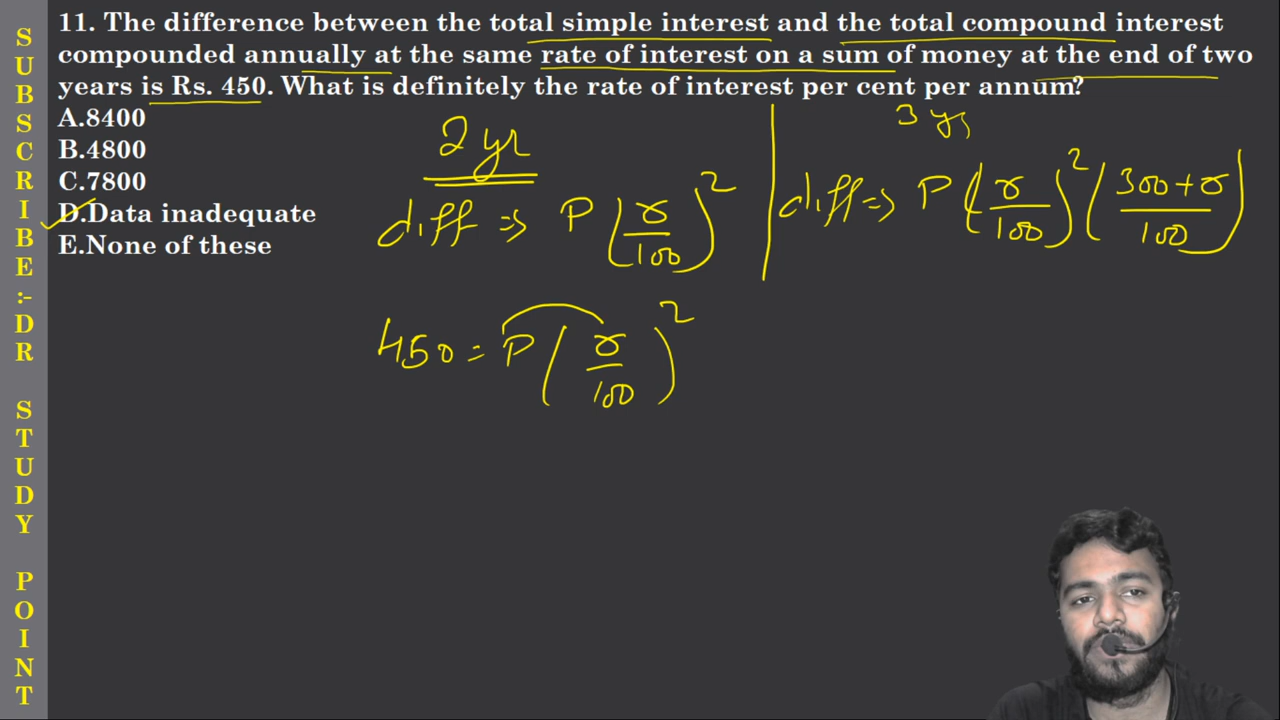 SUBSCRIBE:-DR STUDY POINT
11. The difference between the total simple interest and the total compound interest
compounded annually at the same rate of interest on a sum of money at the end of two
years is Rs. 450. What is definitely the rate of interest per cent per annum?
A.8400
B.4800
C.7800
D.Data inadequate
E.None of these
2 yr
diff ⇒ P(r/100)²
3 ys
diff ⇒ P(r/100)²(300+r/100)
450 = P(r/100)²